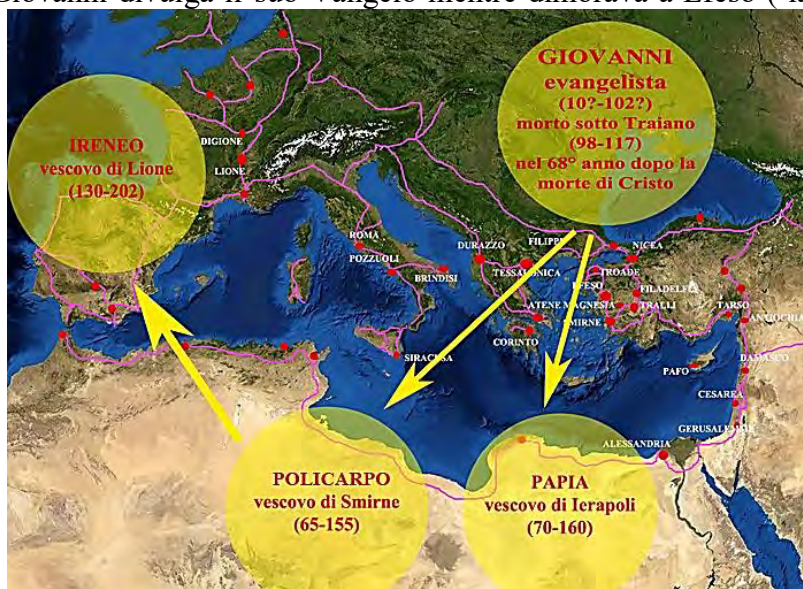 Giovanni divulga il suo Vangelo mentre dimorava a Efeso
GIOVANNI
evangelista
(10?-102?)
morto sotto Traiano
(98-117)
nel 68° anno dopo la
morte di Cristo
IRENEO
vescovo di Lione
(130-202)
DIGIONE
LIONE
ROMA
POZZUOLI
BRINDISI
DURAZZO
FILIPPI
NICEA
TESSALONICA
TROADE
EFESO
FILADELFIA
ATENE
MAGNESIA
TRALLI
SMIRNE
TARSO
ANTIOCHIA
CORINTO
SIRACUSA
PAFO
DAMASCO
CESAREA
GERUSALEMME
ALESSANDRIA
POLICARPO
vescovo di Smirne
(65-155)
PAPIA
vescovo di Ierapoli
(70-160)